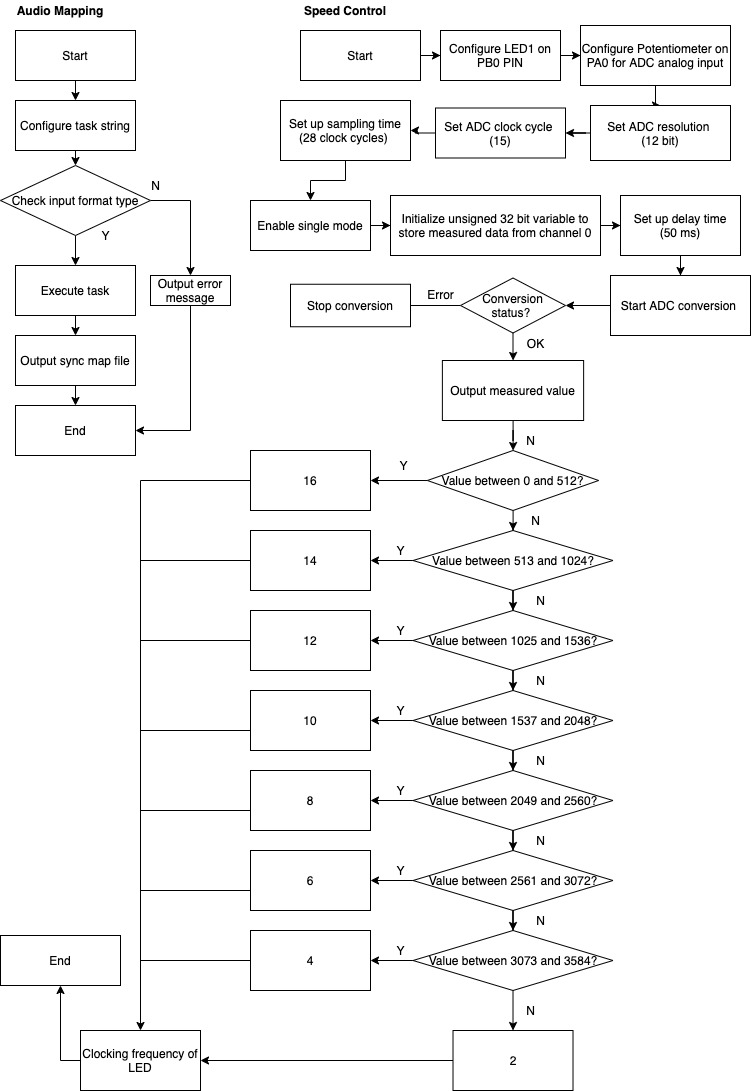 Audio Mapping
Start
Configure task string
Check input format type
N
Y
Execute task
Output error
message
Output sync map file
End
Speed Control
Start
Configure LED1 on
PB0 PIN
Configure Potentiometer on
PA0 for ADC analog input
Set ADC resolution
(12 bit)
Set ADC clock cycle
(15)
Set up sampling time
(28 clock cycles)
Enable single mode
Initialize unsigned 32 bit variable to
store measured data from channel 0
Set up delay time
(50 ms)
Start ADC conversion
Conversion
status?
Error
Stop conversion
OK
Output measured value
N
Value between 0 and 512?
Y
16
N
Value between 513 and 1024?
Y
14
N
Value between 1025 and 1536?
Y
12
N
Value between 1537 and 2048?
Y
10
N
Value between 2049 and 2560?
Y
8
N
Value between 2561 and 3072?
Y
6
N
Value between 3073 and 3584?
Y
4
N
2
Clocking frequency of
LED
End